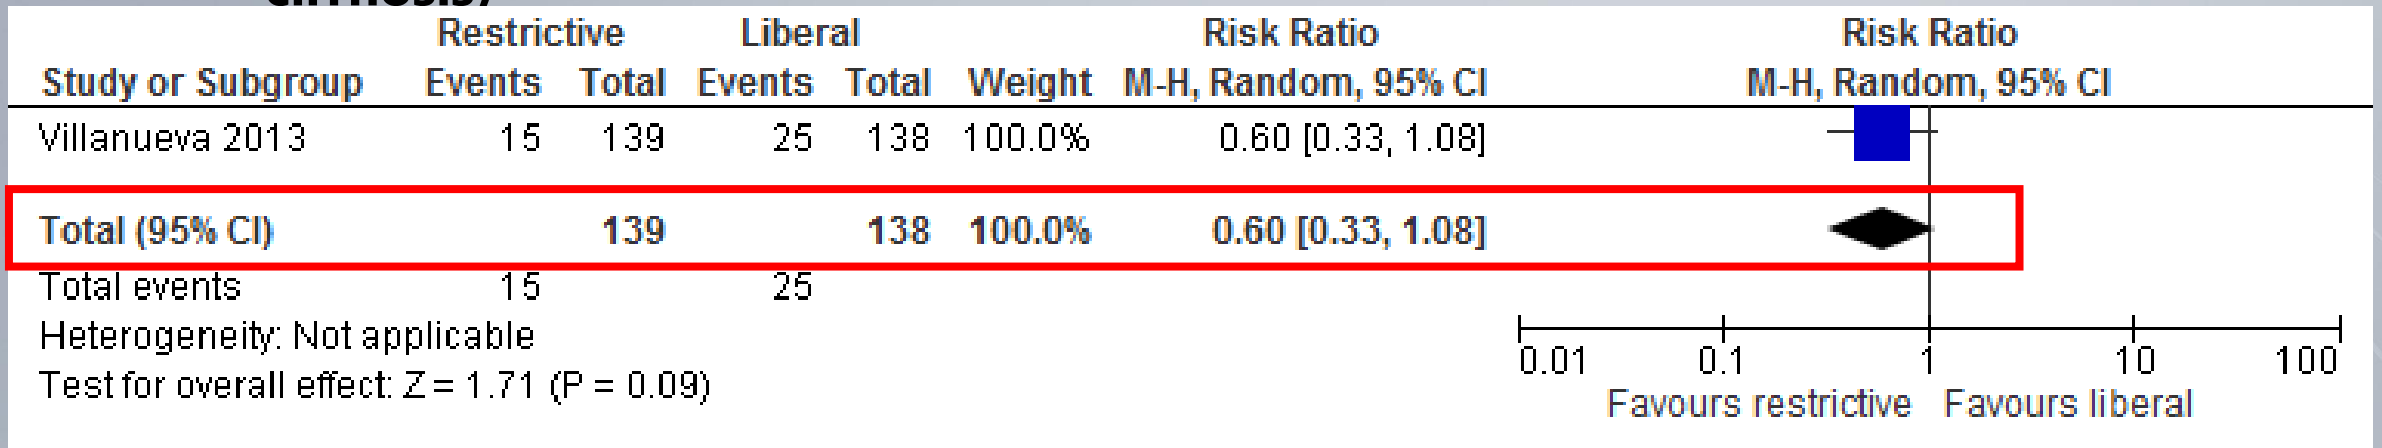 Restrictive Liberal Risk Ratio Risk Ratio
Study or Subgroup Events Total Events Total Weight M-H, Random, 95% CI M-H, Random, 95% CI
Villanueva 2013 15 139 25 138 100.0% 0.60 [0.33, 1.08]
Total (95% CI) 139 138 100.0% 0.60 [0.33, 1.08]
Total events 15 25
Heterogeneity: Not applicable
Test for overall effect: Z = 1.71 (P = 0.09)
0.01 0.1 1 10 100
Favours restrictive Favours liberal